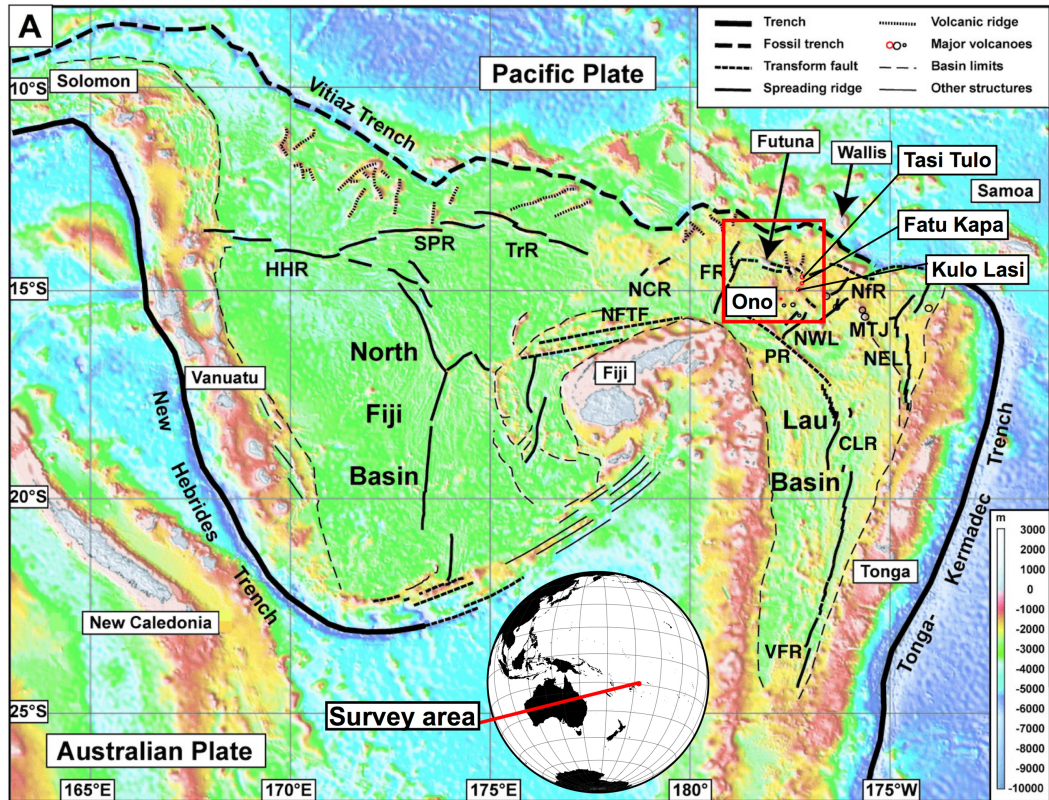 A
Trench
Fossil trench
Transform fault
Spreading ridge
Volcanic ridge
Major volcanoes
Basin limits
Other structures
Solomon
10°S
Pacific Plate
Vitiaz Trench
Futuna
Wallis
Tasi Tulo
Samoa
Fatu Kapa
SPR
TrR
HHR
FR
Kulo Lasi
15°S
NCR
Ono
NfR
NFTF
NWL
MTJ
PR
NEL
North
Fiji
Basin
Fiji
Vanuatu
New
Hebrides
Trench
Lau
Basin
CLR
20°S
Tonga-
Kermadec
Trench
Tonga
New Caledonia
VFR
Survey area
25°S
Australian Plate
165°E
170°E
175°E
180°
175°W
m
3000
2000
1000
0
-1000
-2000
-3000
-4000
-5000
-6000
-7000
-8000
-9000
-10000